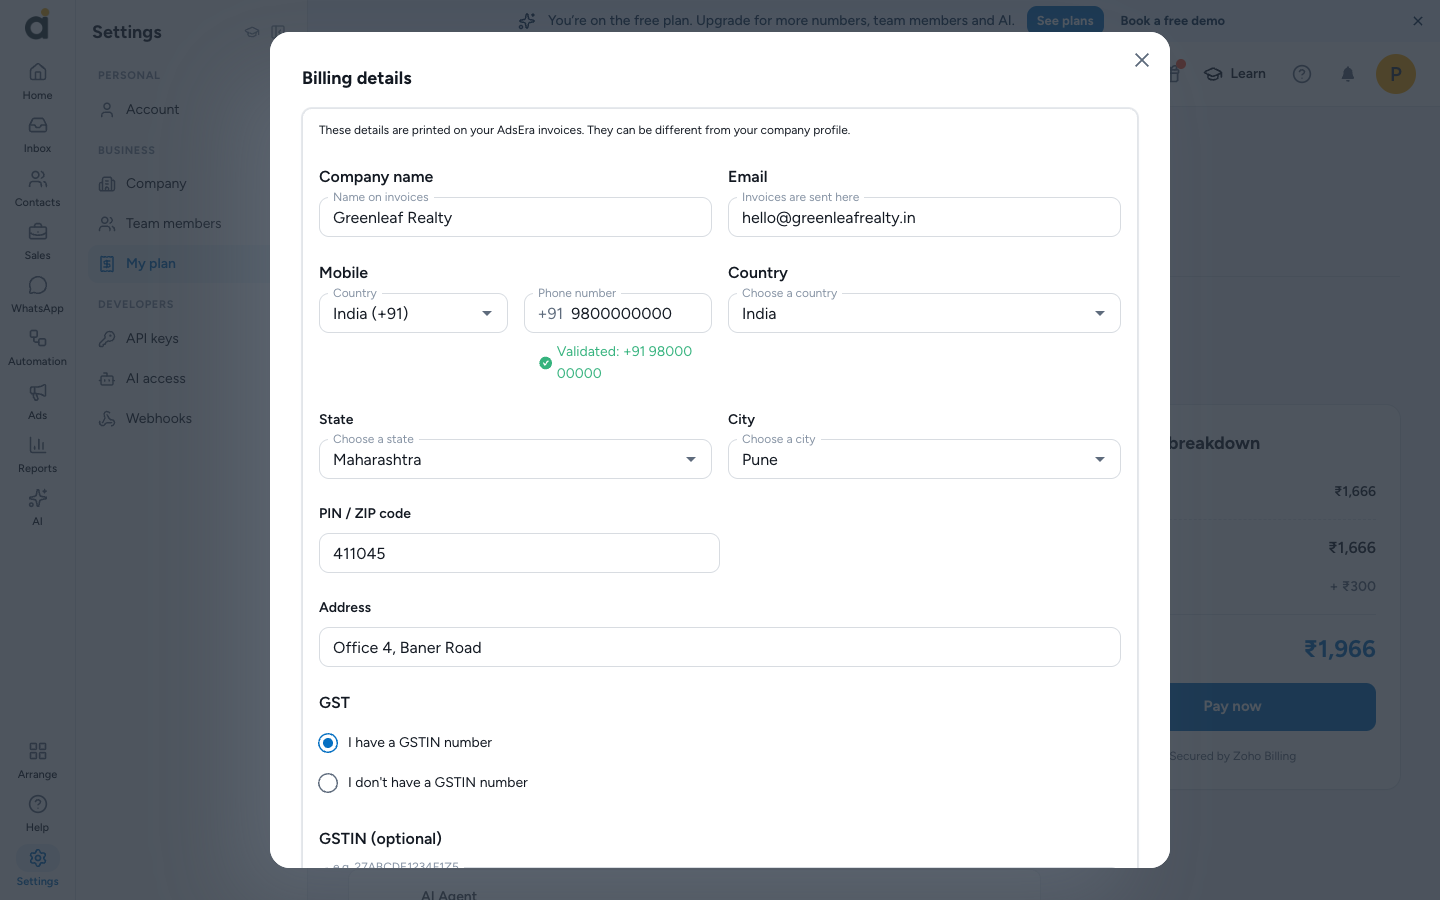 You're on the free plan. Upgrade for more numbers, team members and AI.
See plans
Book a free demo
Settings
Learn
P
Home
Inbox
Contacts
Sales
WhatsApp
Automation
Ads
Reports
AI
Arrange
Help
Settings
PERSONAL
Account
BUSINESS
Company
Team members
My plan
DEVELOPERS
API keys
AI access
Webhooks
Billing details
These details are printed on your AdsEra invoices. They can be different from your company profile.
Company name
Name on invoices
Greenleaf Realty
Email
Invoices are sent here
hello@greenleafrealty.in
Mobile
Country
India (+91)
Phone number
+91 9800000000
Validated: +91 98000
00000
Country
Choose a country
India
State
Choose a state
Maharashtra
City
Choose a city
Pune
PIN / ZIP code
411045
Address
Office 4, Baner Road
GST
I have a GSTIN number
I don't have a GSTIN number
GSTIN (optional)
e.g. 27ABCDE1234F1Z5
breakdown
₹1,666
₹1,666
+ ₹300
₹1,966
Pay now
Secured by Zoho Billing
AI Agent